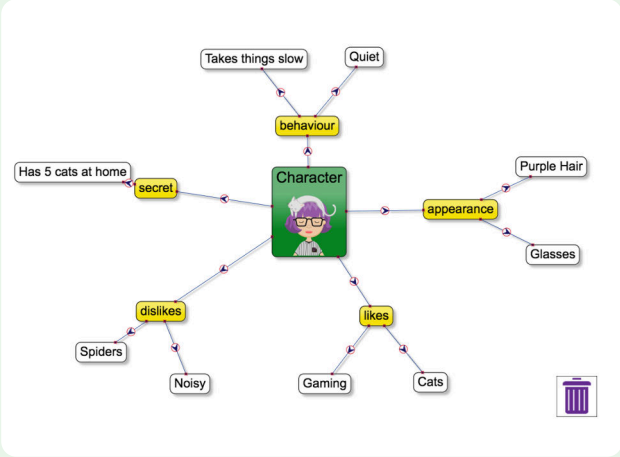 Takes things slow
Quiet
behaviour
Has 5 cats at home
secret
Character
Purple Hair
appearance
Glasses
dislikes
Spiders
Noisy
likes
Gaming
Cats